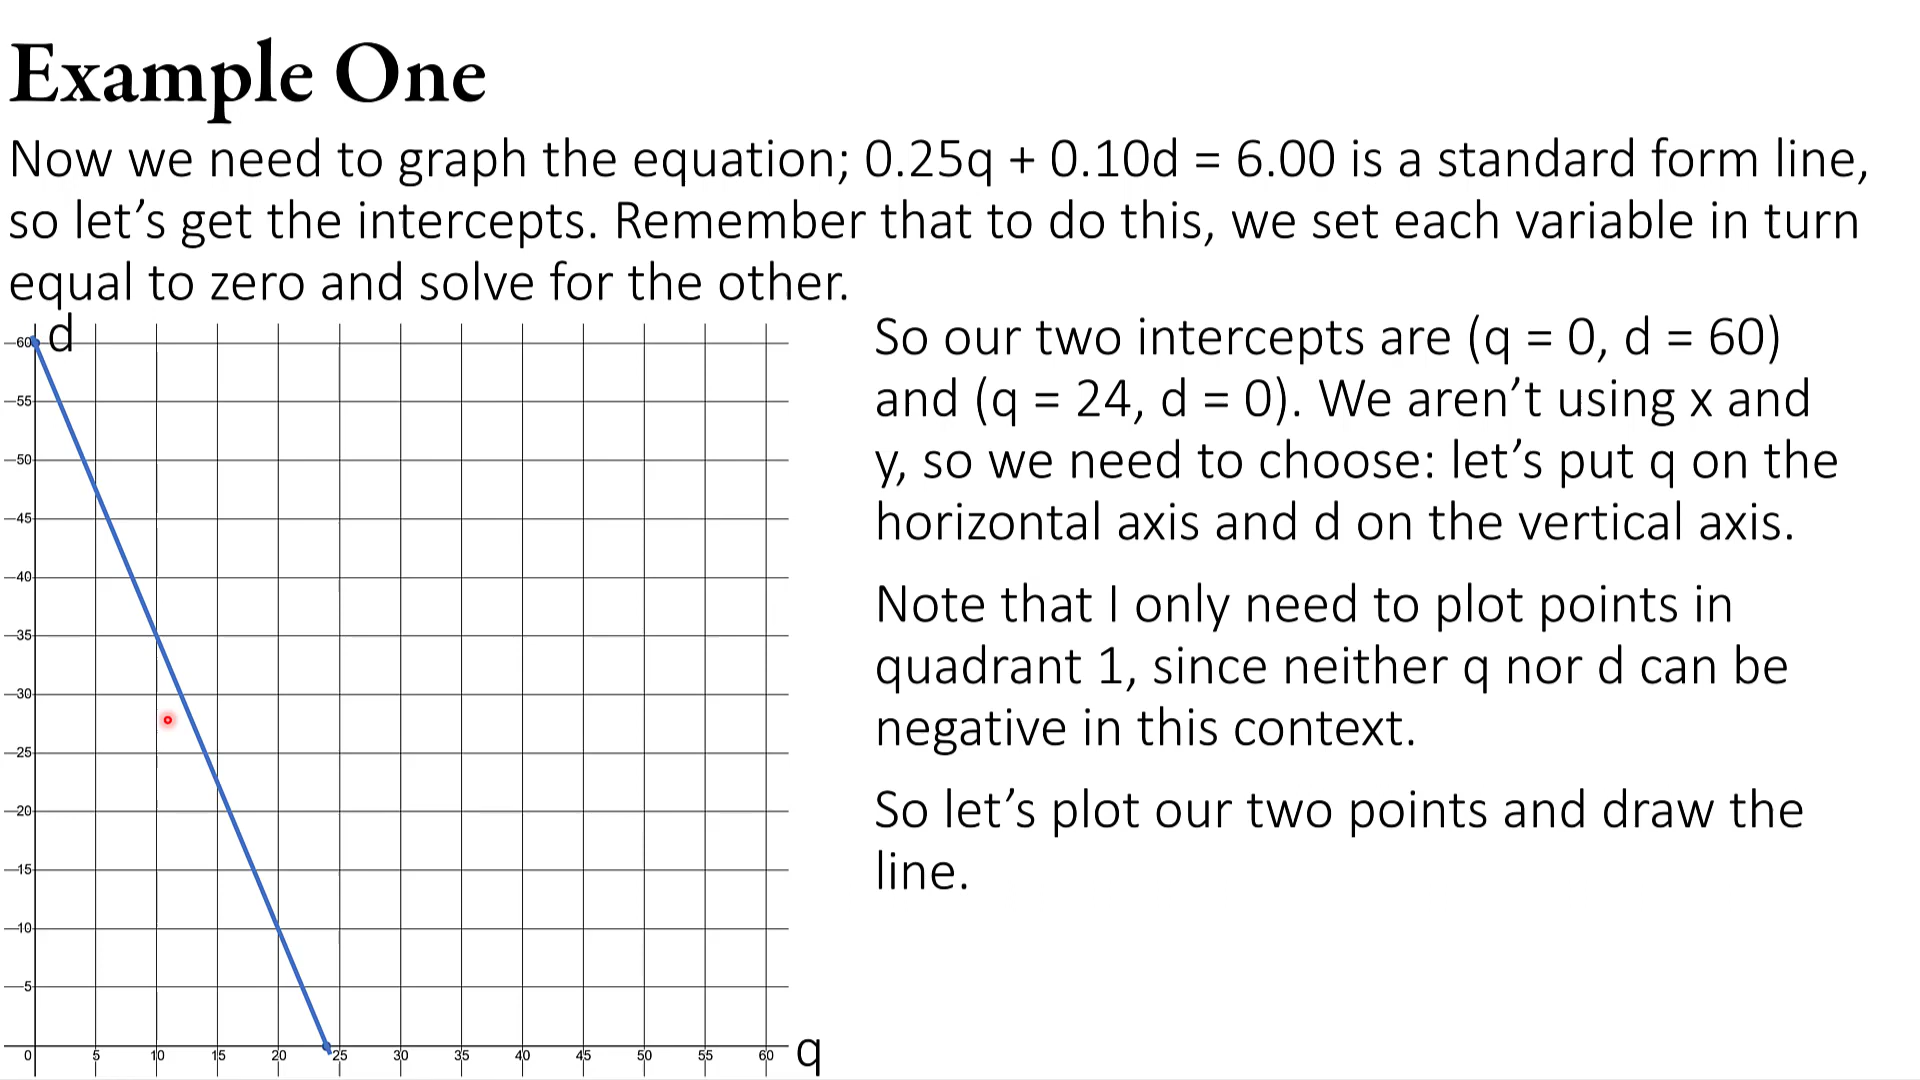 Example One
Now we need to graph the equation; 0.25q + 0.10d = 6.00 is a standard form line,
so let’s get the intercepts. Remember that to do this, we set each variable in turn
equal to zero and solve for the other.
d
60
55
50
45
40
35
30
25
20
15
10
5
0 5 10 15 20 25 30 35 40 45 50 55 60
q
So our two intercepts are (q = 0, d = 60)
and (q = 24, d = 0). We aren’t using x and
y, so we need to choose: let’s put q on the
horizontal axis and d on the vertical axis.
Note that I only need to plot points in
quadrant 1, since neither q nor d can be
negative in this context.
So let’s plot our two points and draw the
line.